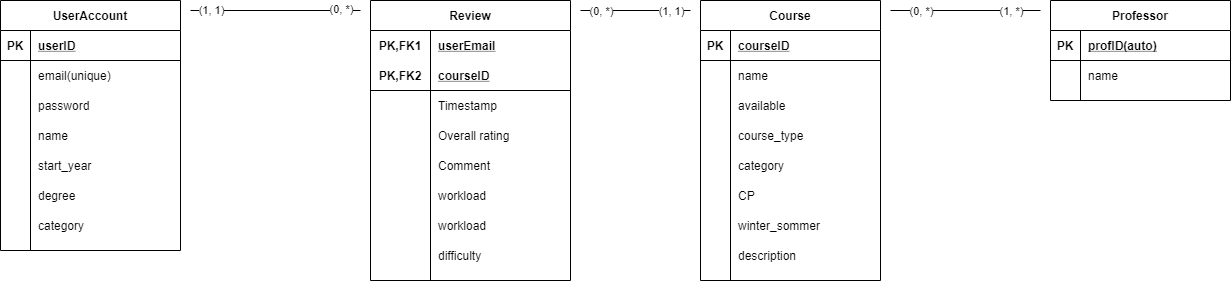 UserAccount
PK userID
email(unique)
password
name
start_year
degree
category
(1, 1) (0, *)
Review
PK,FK1 userEmail
PK,FK2 courseID
Timestamp
Overall rating
Comment
workload
workload
difficulty
(0, *) (1, 1)
Course
PK courseID
name
available
course_type
category
CP
winter_sommer
description
(0, *) (1, *)
Professor
PK profID(auto)
name